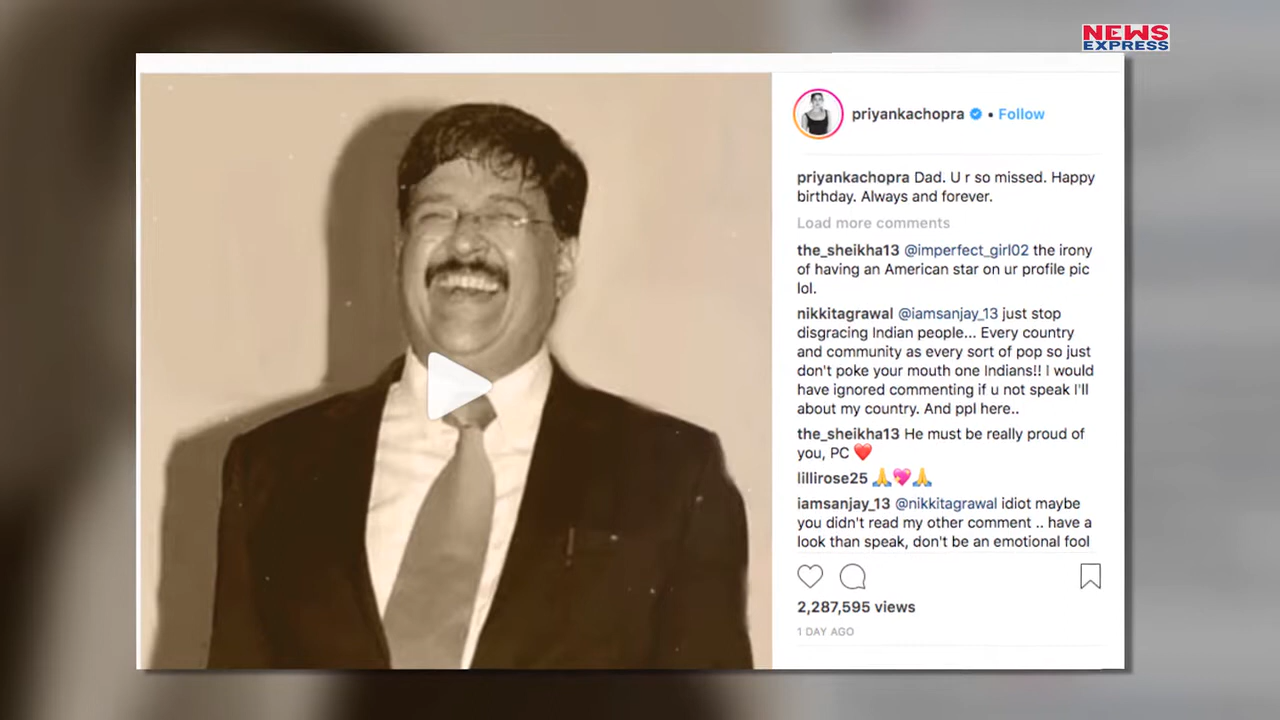 NEWS
EXPRESS
priyankachopra • Follow
priyankachopra Dad. U r so missed. Happy
birthday. Always and forever.
Load more comments
the_sheikha13 @imperfect_girl02 the irony
of having an American star on ur profile pic
lol.
nikkitagrawal @iamsanjay_13 just stop
disgracing Indian people... Every country
and community as every sort of pop so just
don't poke your mouth one Indians!! I would
have ignored commenting if u not speak I'll
about my country. And ppl here..
the_sheikha13 He must be really proud of
you, PC ❤️
lillirose25 🙏💖🙏
iamsanjay_13 @nikkitagrawal idiot maybe
you didn't read my other comment .. have a
look than speak, don't be an emotional fool
2,287,595 views
1 DAY AGO